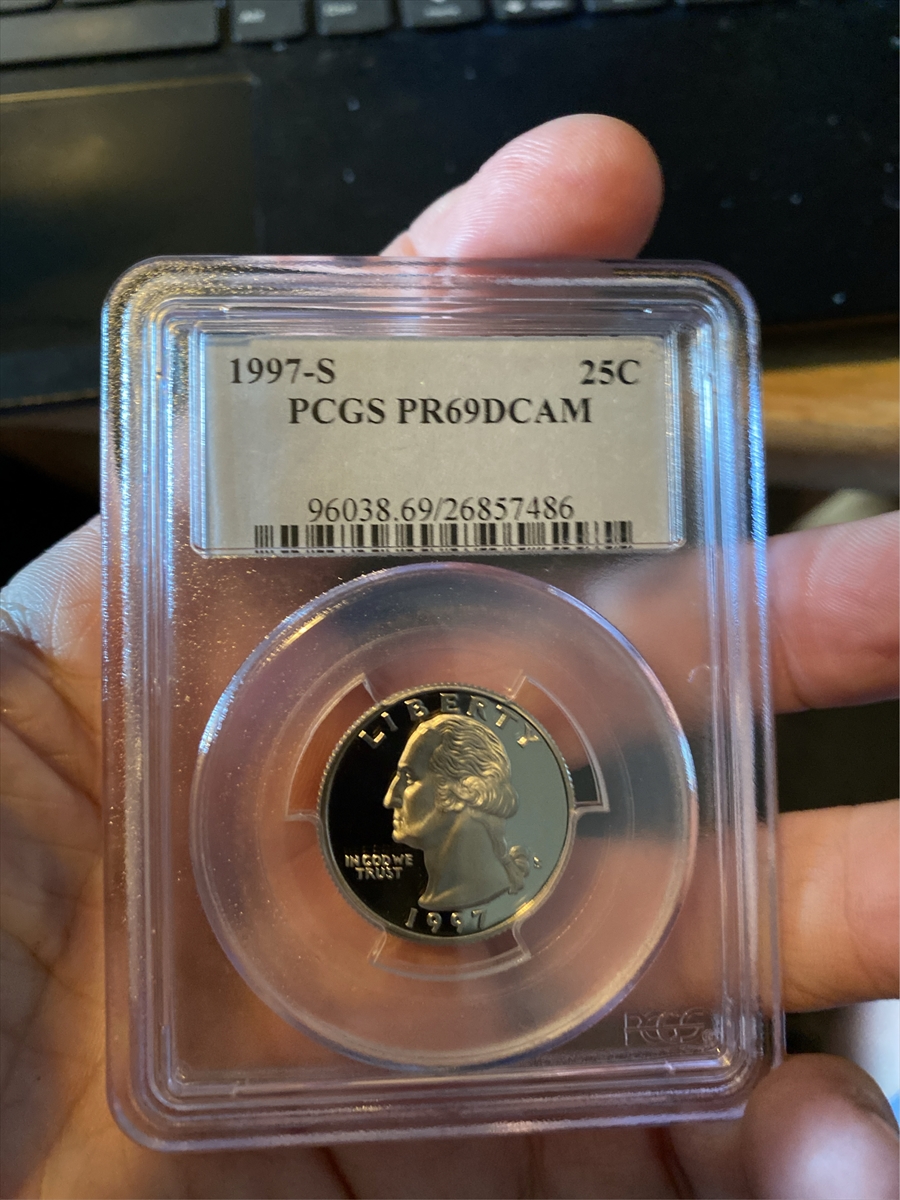 1997-S 25C
PCGS PR69DCAM
96038.69/26857486
LIBERTY
IN GOD WE
TRUST
1997
PCGS